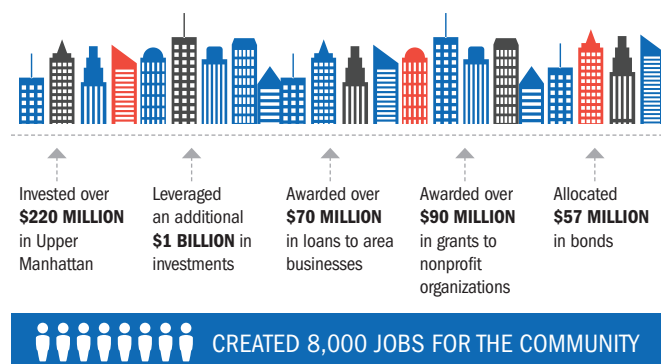 Invested over
$220 MILLION
in Upper
Manhattan
Leveraged
an additional
$1 BILLION in
investments
Awarded over
$70 MILLION
in loans to area
businesses
Awarded over
$90 MILLION
in grants to
nonprofit
organizations
Allocated
$57 MILLION
in bonds
CREATED 8,000 JOBS FOR THE COMMUNITY